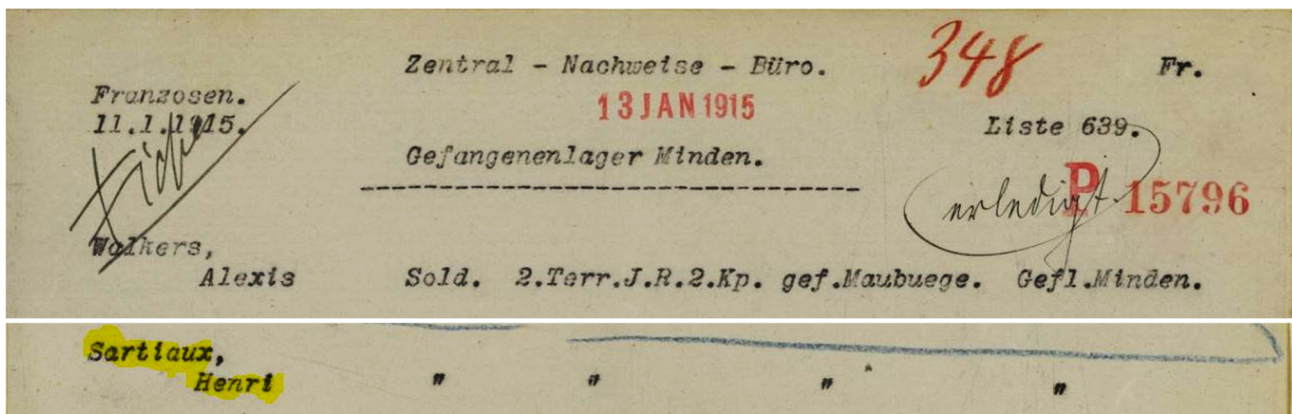 348
Zentral - Nachweise - Büro. Fr.
Franzosen. 13 JAN 1915
11.1.1915. Liste 639.
Fiche Gefangenenlager Minden.
erledigt. P 15796
Walkers,
Alexis Sold. 2.Terr.J.R.2.Kp. gef.Maubuege. Gefl.Minden.
Sartiaux,
Henri " " " "